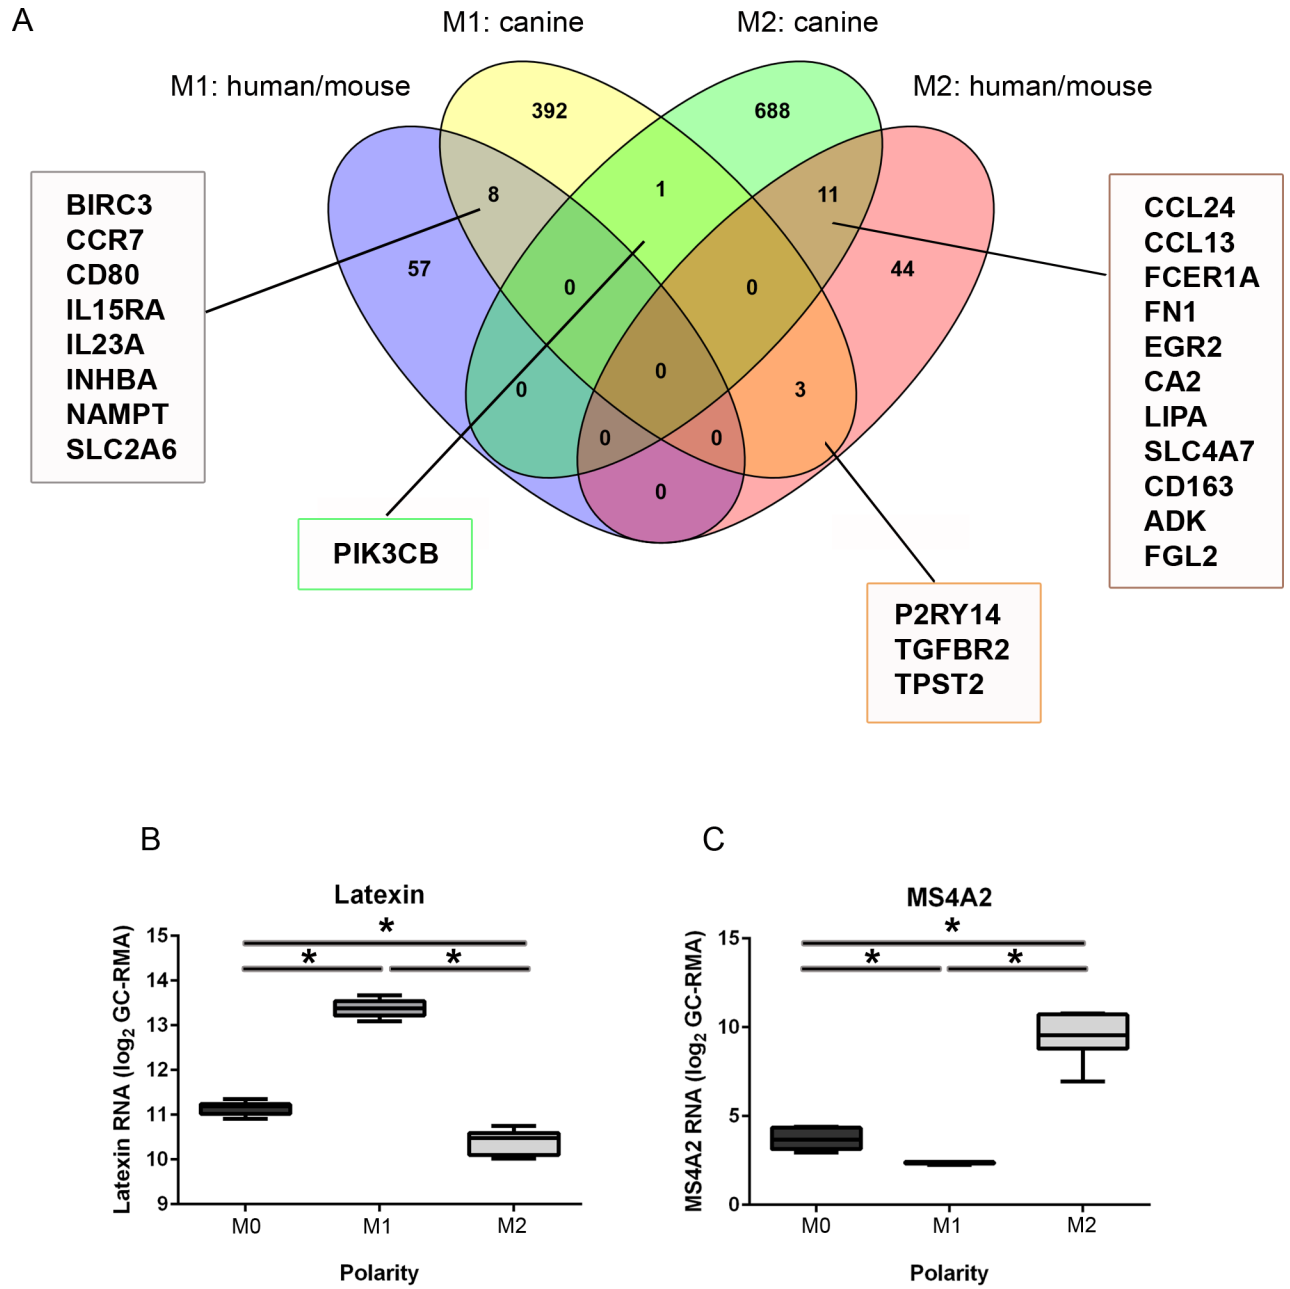 A
M1: canine
M2: canine
M1: human/mouse
M2: human/mouse
392
688
8
1
11
57
44
0
0
0
0
3
0
0
0
BIRC3
CCR7
CD80
IL15RA
IL23A
INHBA
NAMPT
SLC2A6
CCL24
CCL13
FCER1A
FN1
EGR2
CA2
LIPA
SLC4A7
CD163
ADK
FGL2
PIK3CB
P2RY14
TGFBR2
TPST2
B
Latexin
*
* *
Latexin RNA (log2 GC-RMA)
15
14
13
12
11
10
9
M0 M1 M2
Polarity
C
MS4A2
*
* *
MS4A2 RNA (log2 GC-RMA)
15
10
5
0
M0 M1 M2
Polarity